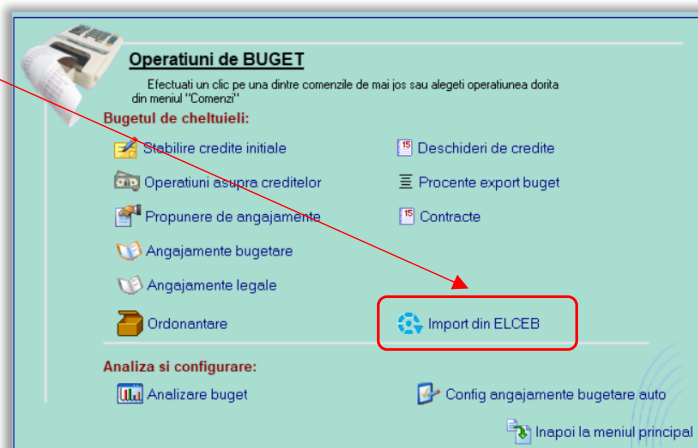 Operatiuni de BUGET
Efectuati un clic pe una dintre comenzile de mai jos sau alegeti operatiunea dorita
din meniul "Comenzi"
Bugetul de cheltuieli:
Stabilire credite initiale
15 Deschideri de credite
Operatiuni asupra creditelor
Procente export buget
Propunere de angajamente
15 Contracte
Angajamente bugetare
Angajamente legale
Ordonantare
Import din ELCEB
Analiza si configurare:
Analizare buget
Config angajamente bugetare auto
Inapoi la meniul principal